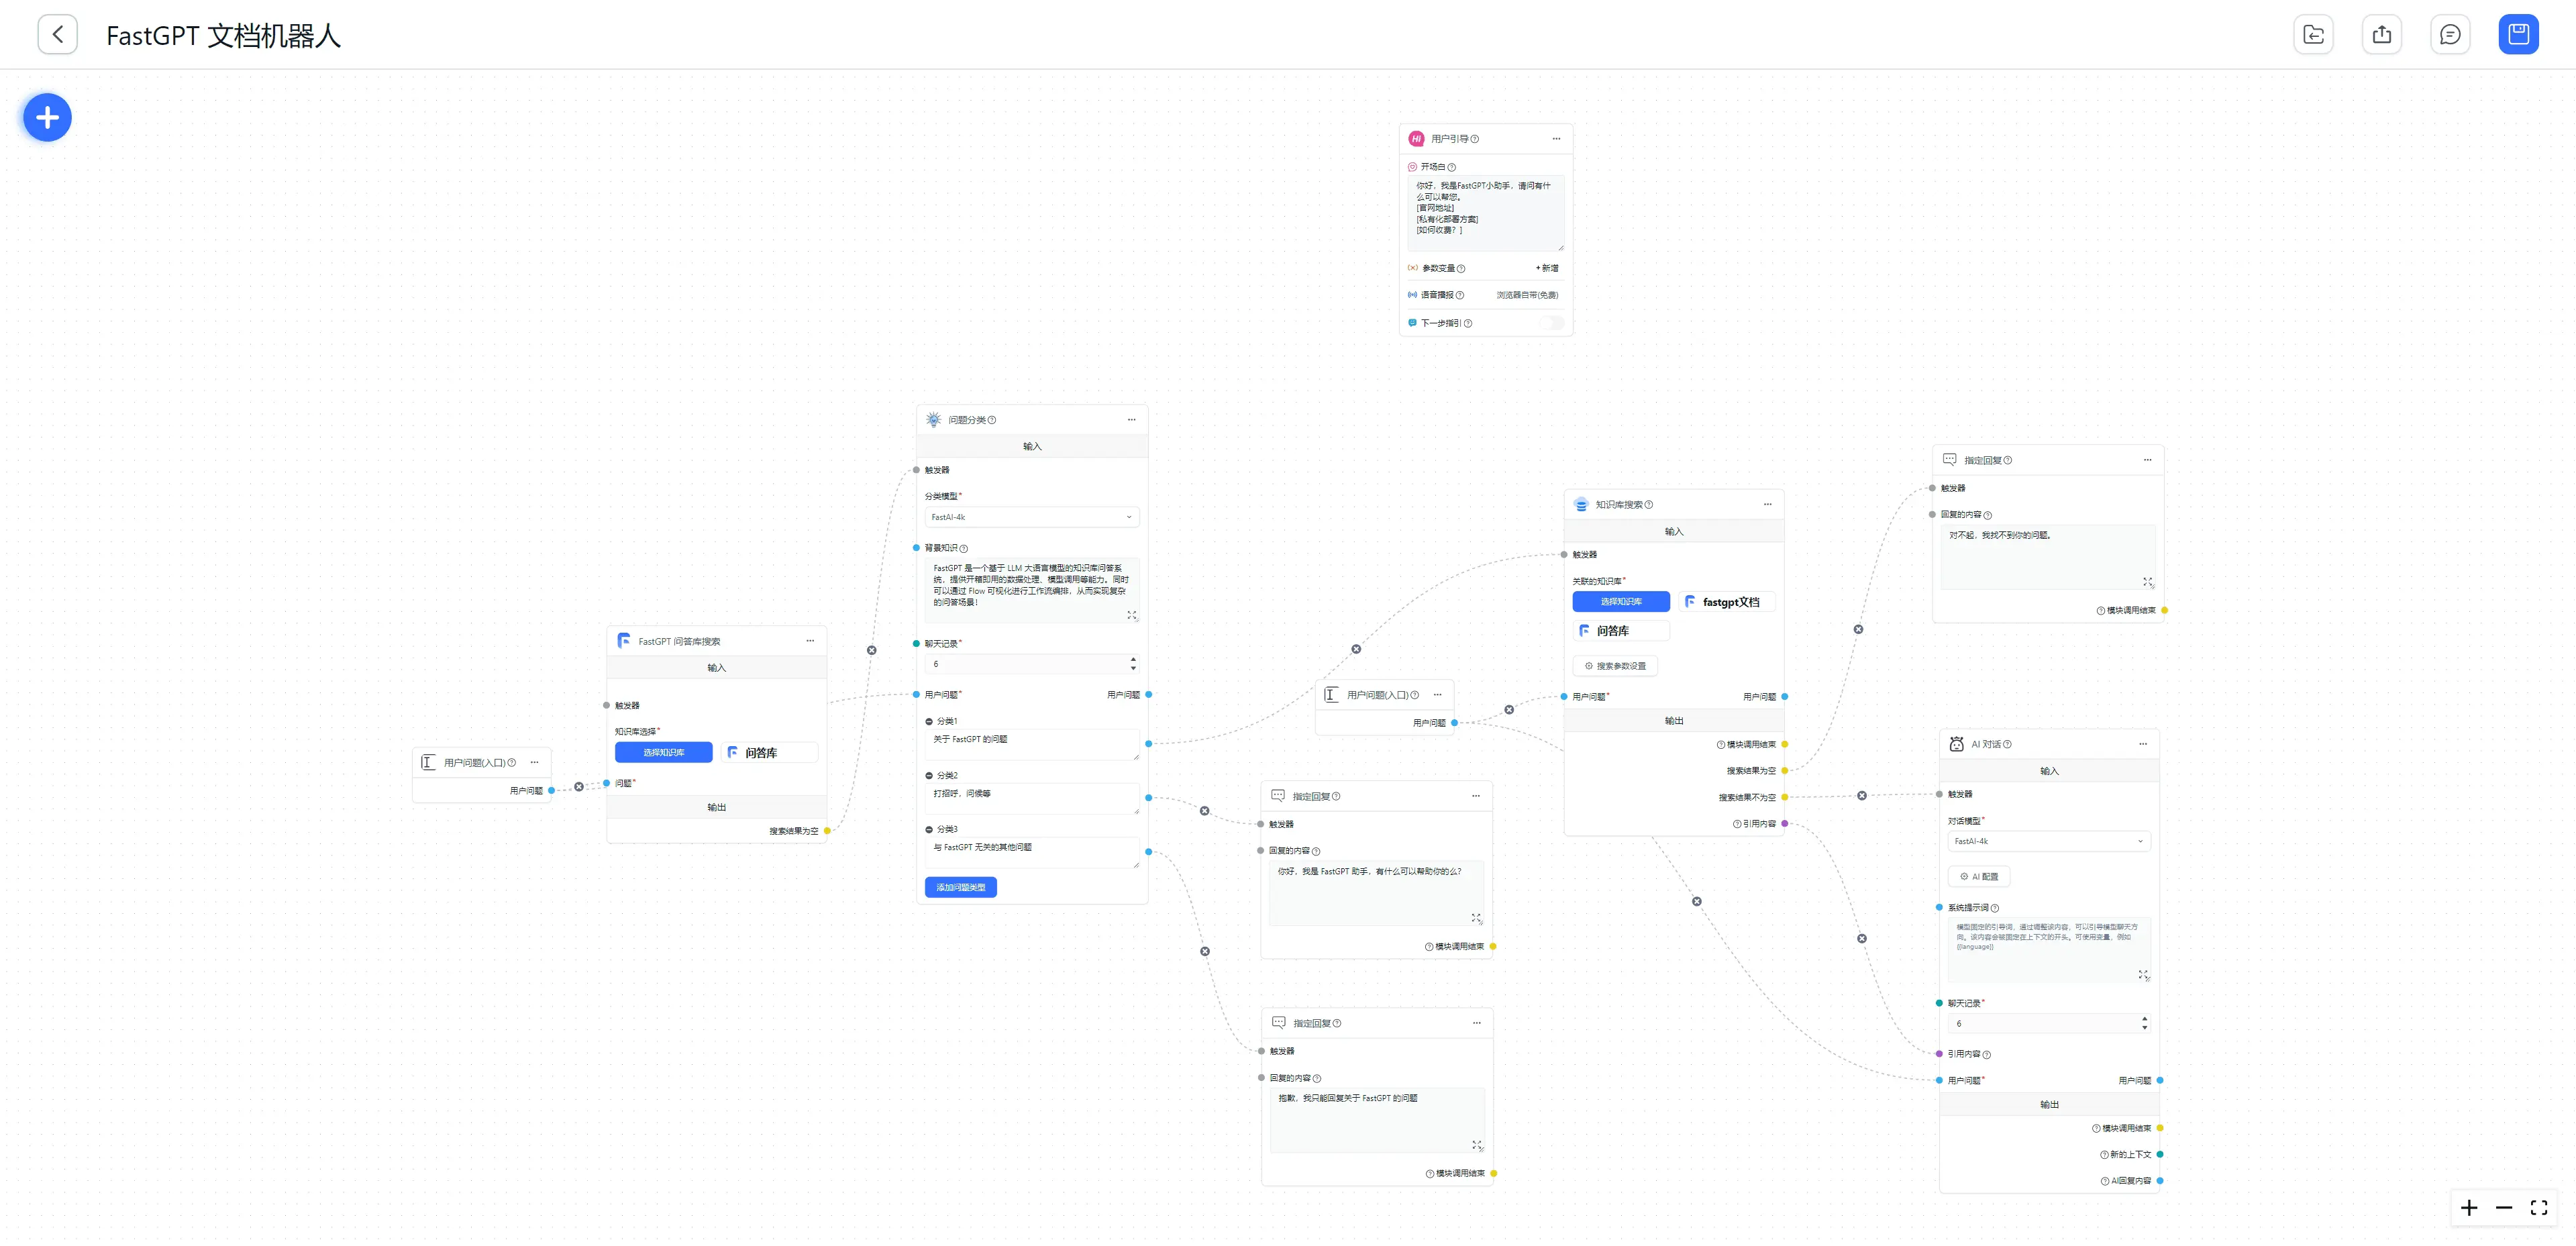 FastGPT 文档机器人
用户引导
开场白
你好，我是FastGPT小助手，请问有什
么可以帮您。
[官网地址]
[私有化部署方案]
[如何收费？]
参数变量
+ 新增
语音播报
浏览器自带(免费)
下一步指引
用户问题(入口)
用户问题
FastGPT 问答库搜索
输入
触发器
知识库选择*
选择知识库
问答库
问题*
输出
搜索结果为空
问题分类
输入
触发器
分类模型*
FastAI-4k
背景知识
FastGPT 是一个基于 LLM 大语言模型的知识库问答系
统，提供开箱即用的数据处理、模型调用等能力。同时
可以通过 Flow 可视化进行工作流编排，从而实现复杂
的问答场景！
聊天记录*
6
用户问题*
用户问题
分类1
关于 FastGPT 的问题
分类2
打招呼，问候等
分类3
与 FastGPT 无关的其他问题
添加问题类型
指定回复
触发器
回复的内容
你好，我是 FastGPT 助手，有什么可以帮助你的么？
模块调用结束
指定回复
触发器
回复的内容
抱歉，我只能回复关于 FastGPT 的问题
模块调用结束
用户问题(入口)
用户问题
知识库搜索
输入
触发器
关联的知识库*
选择知识库
fastgpt文档
问答库
搜索参数设置
用户问题*
用户问题
输出
模块调用结束
搜索结果为空
搜索结果不为空
引用内容
指定回复
触发器
回复的内容
对不起，我找不到你的问题。
模块调用结束
AI 对话
输入
触发器
对话模型*
FastAI-4k
AI 配置
系统提示词
模型固定的引导词，通过调整该内容，可以引导模型聊天方
向。该内容会被固定在上下文的开头。可使用变量，例如
{{language}}
聊天记录*
6
引用内容
用户问题*
用户问题
输出
模块调用结束
新的上下文
AI回复内容